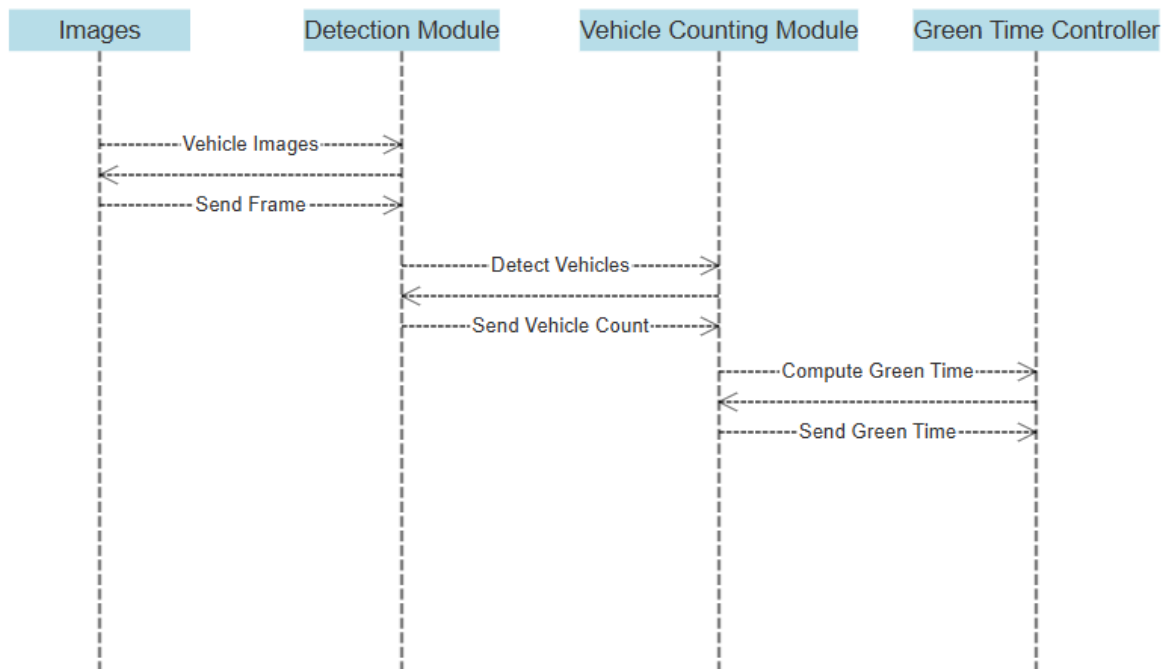 Images
Detection Module
Vehicle Counting Module
Green Time Controller
Vehicle Images
Send Frame
Detect Vehicles
Send Vehicle Count
Compute Green Time
Send Green Time